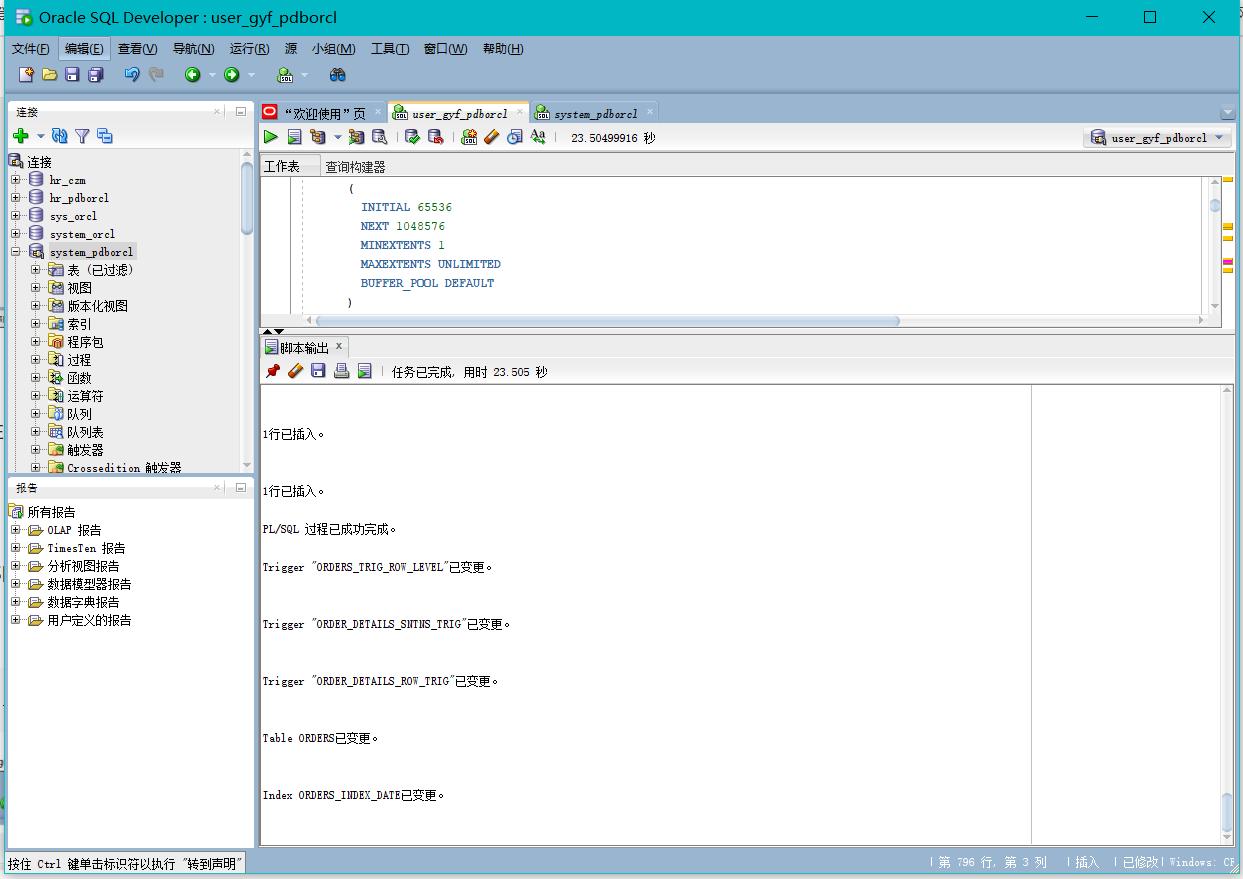 Oracle SQL Developer : user_gyf_pdborcl
文件(F) 编辑(E) 查看(V) 导航(N) 运行(R) 源 小组(M) 工具(T) 窗口(W) 帮助(H)
连接
连接
hr_czm
hr_pdborcl
sys_orcl
system_orcl
system_pdborcl
表 (已过滤)
视图
版本化视图
索引
程序包
过程
函数
运算符
队列
队列表
触发器
Crossedition 触发器
报告
所有报告
OLAP 报告
TimesTen 报告
分析视图报告
数据模型器报告
数据字典报告
用户定义的报告
“欢迎使用”页 user_gyf_pdborcl system_pdborcl
23.50499916 秒 user_gyf_pdborcl
工作表 查询构建器
(
INITIAL 65536
NEXT 1048576
MINEXTENTS 1
MAXEXTENTS UNLIMITED
BUFFER_POOL DEFAULT
)
脚本输出 x
任务已完成, 用时 23.505 秒
1行已插入。
1行已插入。
PL/SQL 过程已成功完成。
Trigger "ORDERS_TRIG_ROW_LEVEL"已变更。
Trigger "ORDER_DETAILS_SNTNS_TRIG"已变更。
Trigger "ORDER_DETAILS_ROW_TRIG"已变更。
Table ORDERS已变更。
Index ORDERS_INDEX_DATE已变更。
按住 Ctrl 键单击标识符以执行 "转到声明"
第 796 行, 第 3 列 插入 已修改 Windows: CR